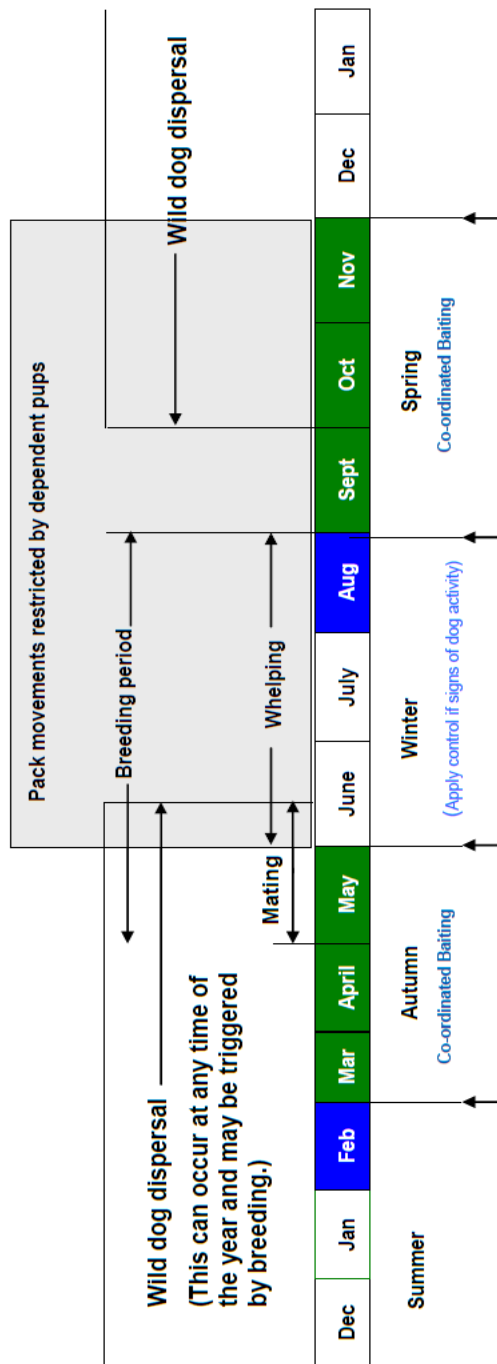 Pack movements restricted by dependent pups
Wild dog dispersal
(This can occur at any time of
the year and may be triggered
by breeding.)
Breeding period
Wild dog dispersal
Mating
Whelping
Dec
Jan
Feb
Mar
April
May
June
July
Aug
Sept
Oct
Nov
Dec
Jan
Summer
Autumn
Winter
Spring
Co-ordinated Baiting
(Apply control if signs of dog activity)
Co-ordinated Baiting